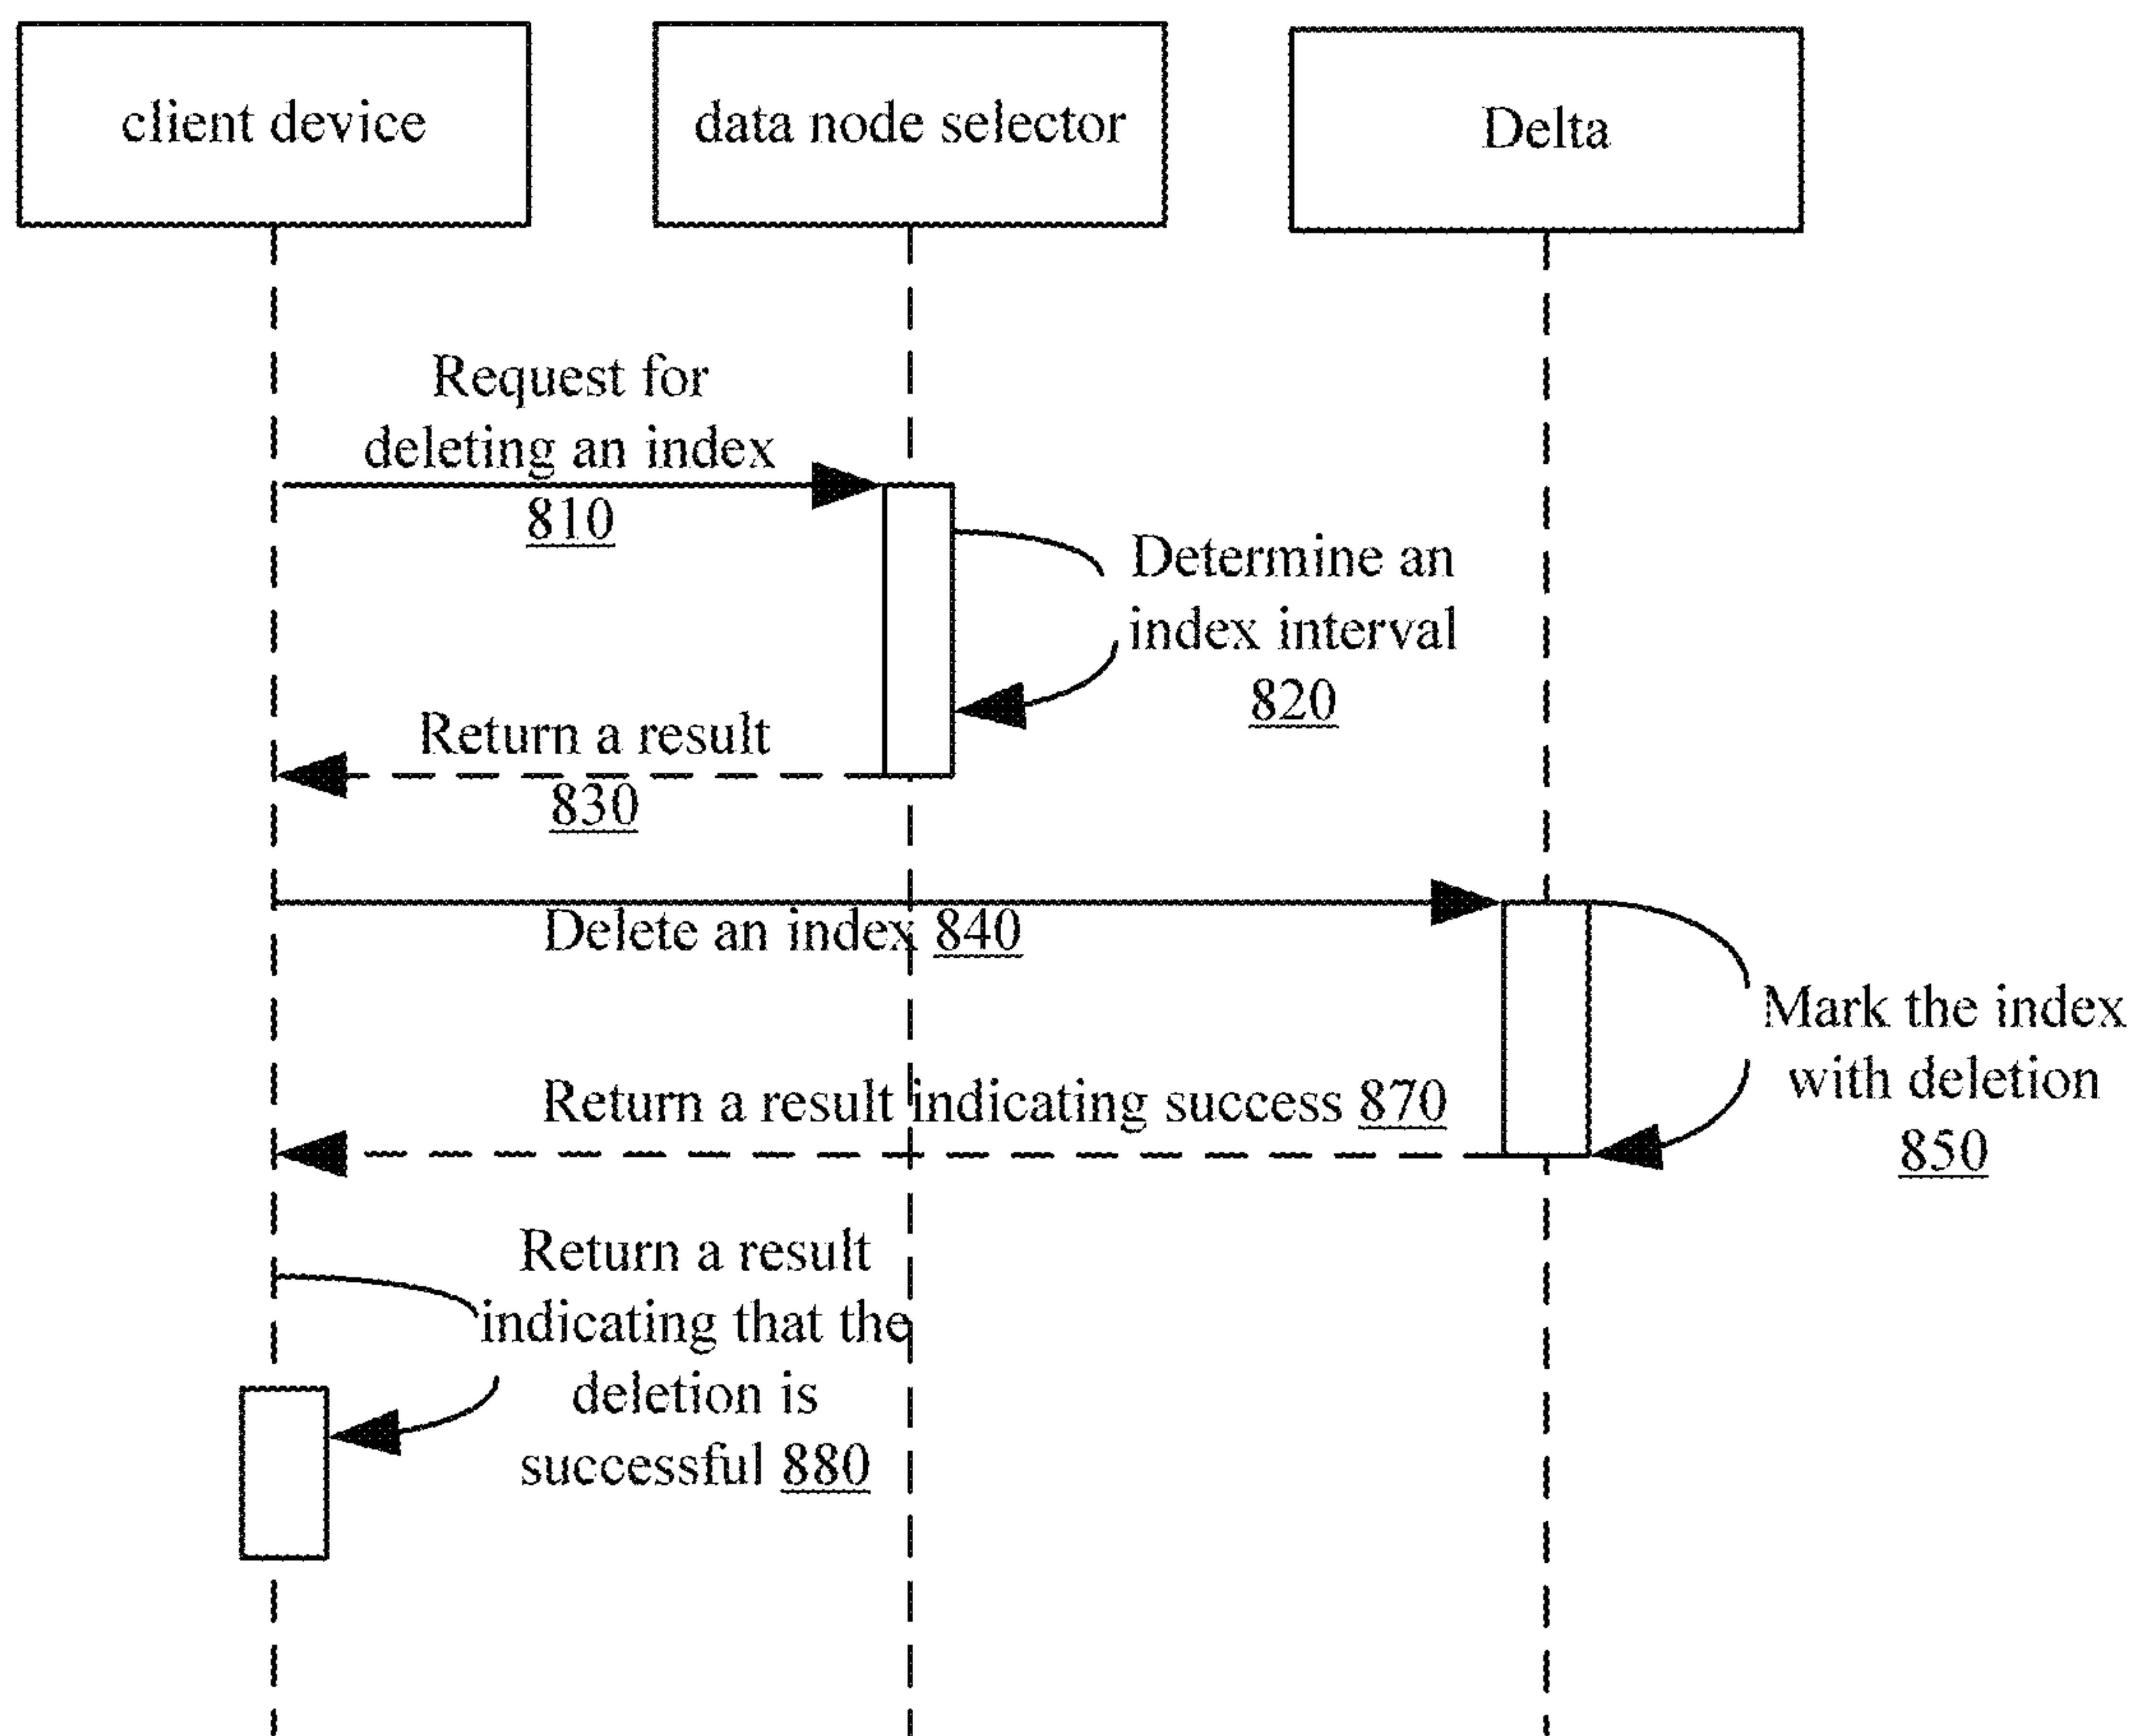 client device
data node selector
Delta
Request for
deleting an index
810
Determine an
index interval
820
Return a result
830
Delete an index 840
Mark the index
with deletion
850
Return a result indicating success 870
Return a result
indicating that the
deletion is
successful 880